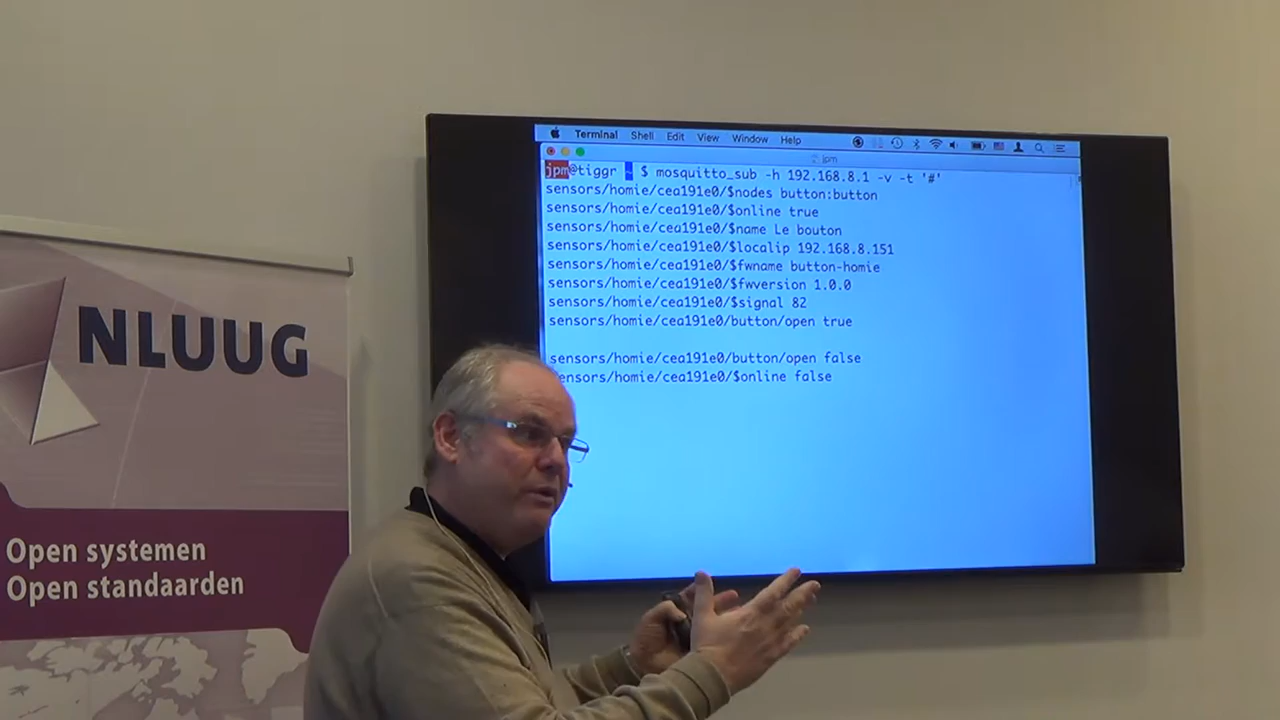 Terminal Shell Edit View Window Help
jpm
jpm@tiggr ~ $ mosquitto_sub -h 192.168.8.1 -v -t '#'
sensors/homie/cea191e0/$nodes button:button
sensors/homie/cea191e0/$online true
sensors/homie/cea191e0/$name Le bouton
sensors/homie/cea191e0/$localip 192.168.8.151
sensors/homie/cea191e0/$fwname button-homie
sensors/homie/cea191e0/$fwversion 1.0.0
sensors/homie/cea191e0/$signal 82
sensors/homie/cea191e0/button/open true
sensors/homie/cea191e0/button/open false
sensors/homie/cea191e0/$online false
NLUUG
Open systemen
Open standaarden